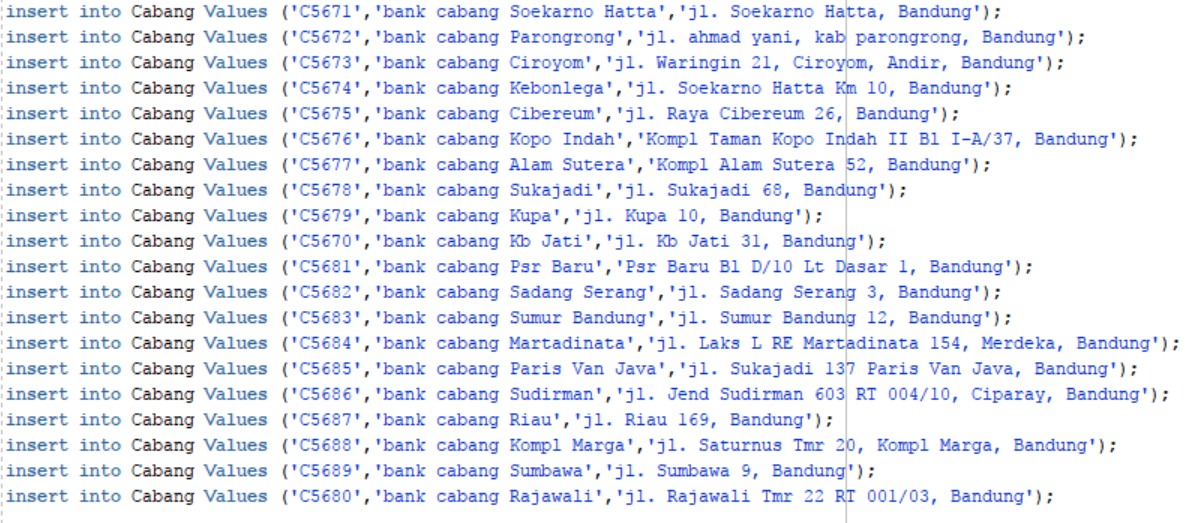 insert into Cabang Values ('C5671','bank cabang Soekarno Hatta','jl. Soekarno Hatta, Bandung');
insert into Cabang Values ('C5672','bank cabang Parongrong','jl. ahmad yani, kab parongrong, Bandung');
insert into Cabang Values ('C5673','bank cabang Ciroyom','jl. Waringin 21, Ciroyom, Andir, Bandung');
insert into Cabang Values ('C5674','bank cabang Kebonlega','jl. Soekarno Hatta Km 10, Bandung');
insert into Cabang Values ('C5675','bank cabang Cibereum','jl. Raya Cibereum 26, Bandung');
insert into Cabang Values ('C5676','bank cabang Kopo Indah','Kompl Taman Kopo Indah II Bl I-A/37, Bandung');
insert into Cabang Values ('C5677','bank cabang Alam Sutera','Kompl Alam Sutera 52, Bandung');
insert into Cabang Values ('C5678','bank cabang Sukajadi','jl. Sukajadi 68, Bandung');
insert into Cabang Values ('C5679','bank cabang Kupa','jl. Kupa 10, Bandung');
insert into Cabang Values ('C5670','bank cabang Kb Jati','jl. Kb Jati 31, Bandung');
insert into Cabang Values ('C5681','bank cabang Psr Baru','Psr Baru Bl D/10 Lt Dasar 1, Bandung');
insert into Cabang Values ('C5682','bank cabang Sadang Serang','jl. Sadang Serang 3, Bandung');
insert into Cabang Values ('C5683','bank cabang Sumur Bandung','jl. Sumur Bandung 12, Bandung');
insert into Cabang Values ('C5684','bank cabang Martadinata','jl. Laks L RE Martadinata 154, Merdeka, Bandung');
insert into Cabang Values ('C5685','bank cabang Paris Van Java','jl. Sukajadi 137 Paris Van Java, Bandung');
insert into Cabang Values ('C5686','bank cabang Sudirman','jl. Jend Sudirman 603 RT 004/10, Ciparay, Bandung');
insert into Cabang Values ('C5687','bank cabang Riau','jl. Riau 169, Bandung');
insert into Cabang Values ('C5688','bank cabang Kompl Marga','jl. Saturnus Tmr 20, Kompl Marga, Bandung');
insert into Cabang Values ('C5689','bank cabang Sumbawa','jl. Sumbawa 9, Bandung');
insert into Cabang Values ('C5680','bank cabang Rajawali','jl. Rajawali Tmr 22 RT 001/03, Bandung');